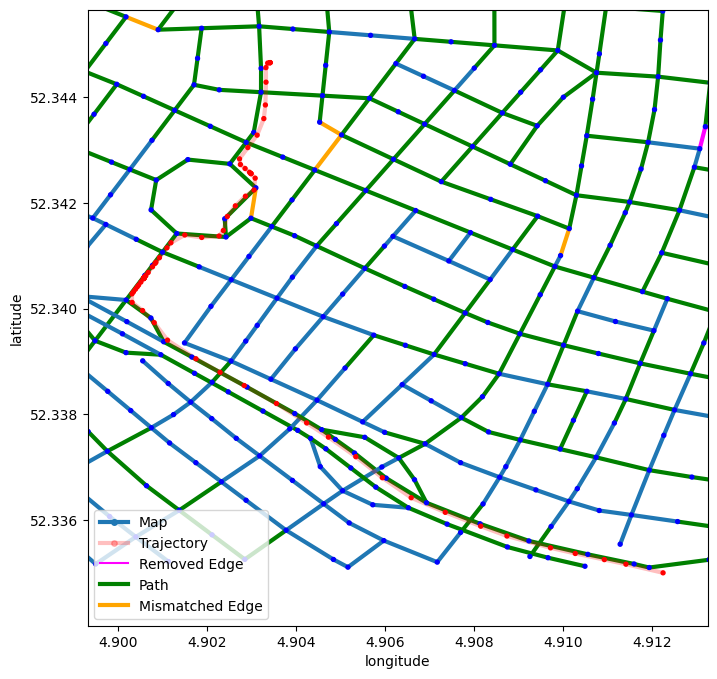 52.344
52.342
52.340
52.338
52.336
latitude
Map
Trajectory
Removed Edge
Path
Mismatched Edge
4.900 4.902 4.904 4.906 4.908 4.910 4.912
longitude